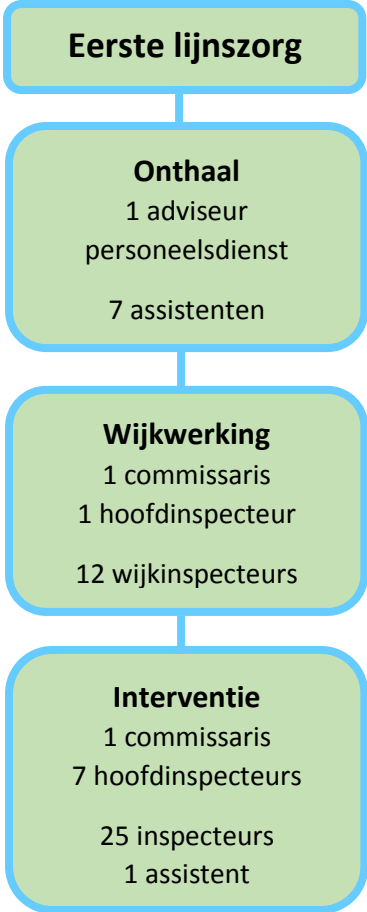 Eerste lijnszorg
Onthaal
1 adviseur
personeelsdienst
7 assistenten
Wijkwerking
1 commissaris
1 hoofdinspecteur
12 wijkinspecteurs
Interventie
1 commissaris
7 hoofdinspecteurs
25 inspecteurs
1 assistent